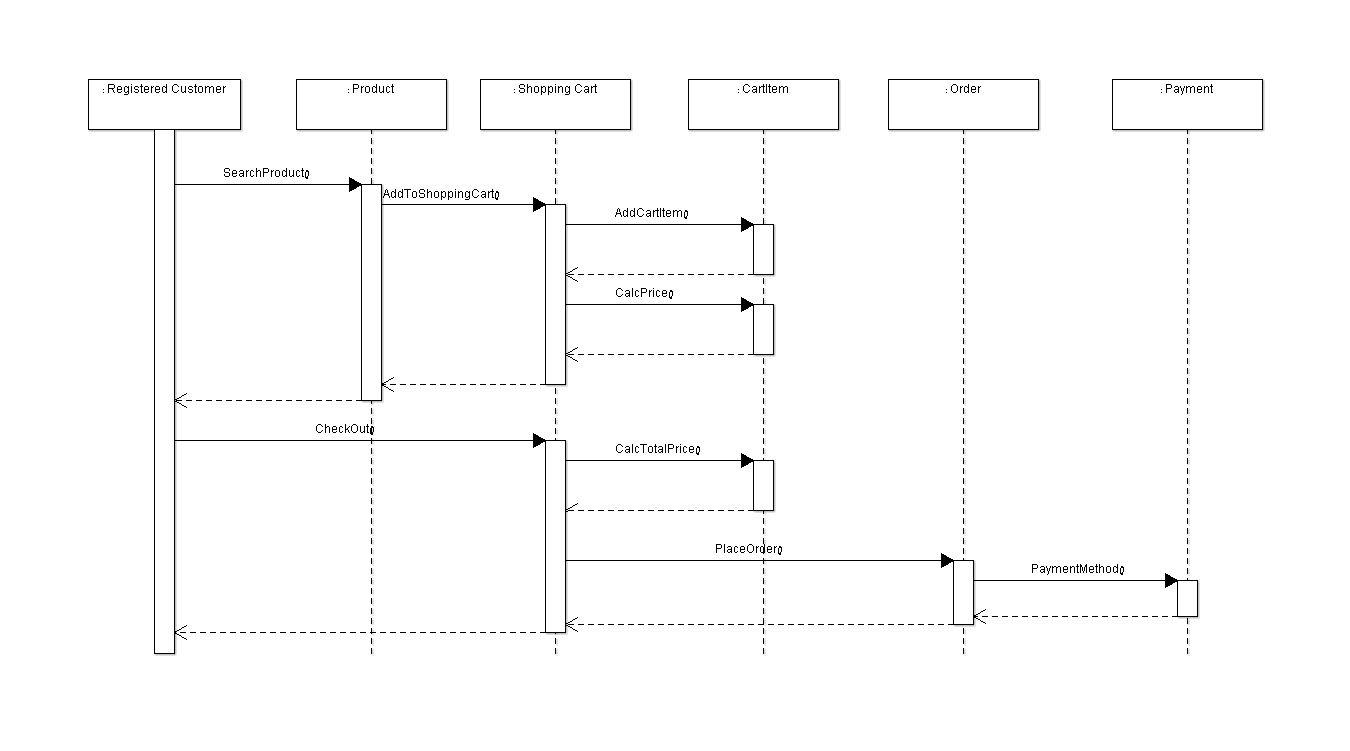 : Registered Customer
: Product
: Shopping Cart
: CartItem
: Order
: Payment
SearchProduct()
AddToShoppingCart()
AddCartItem()
CalcPrice()
CheckOut()
CalcTotalPrice()
PlaceOrder()
PaymentMethod()